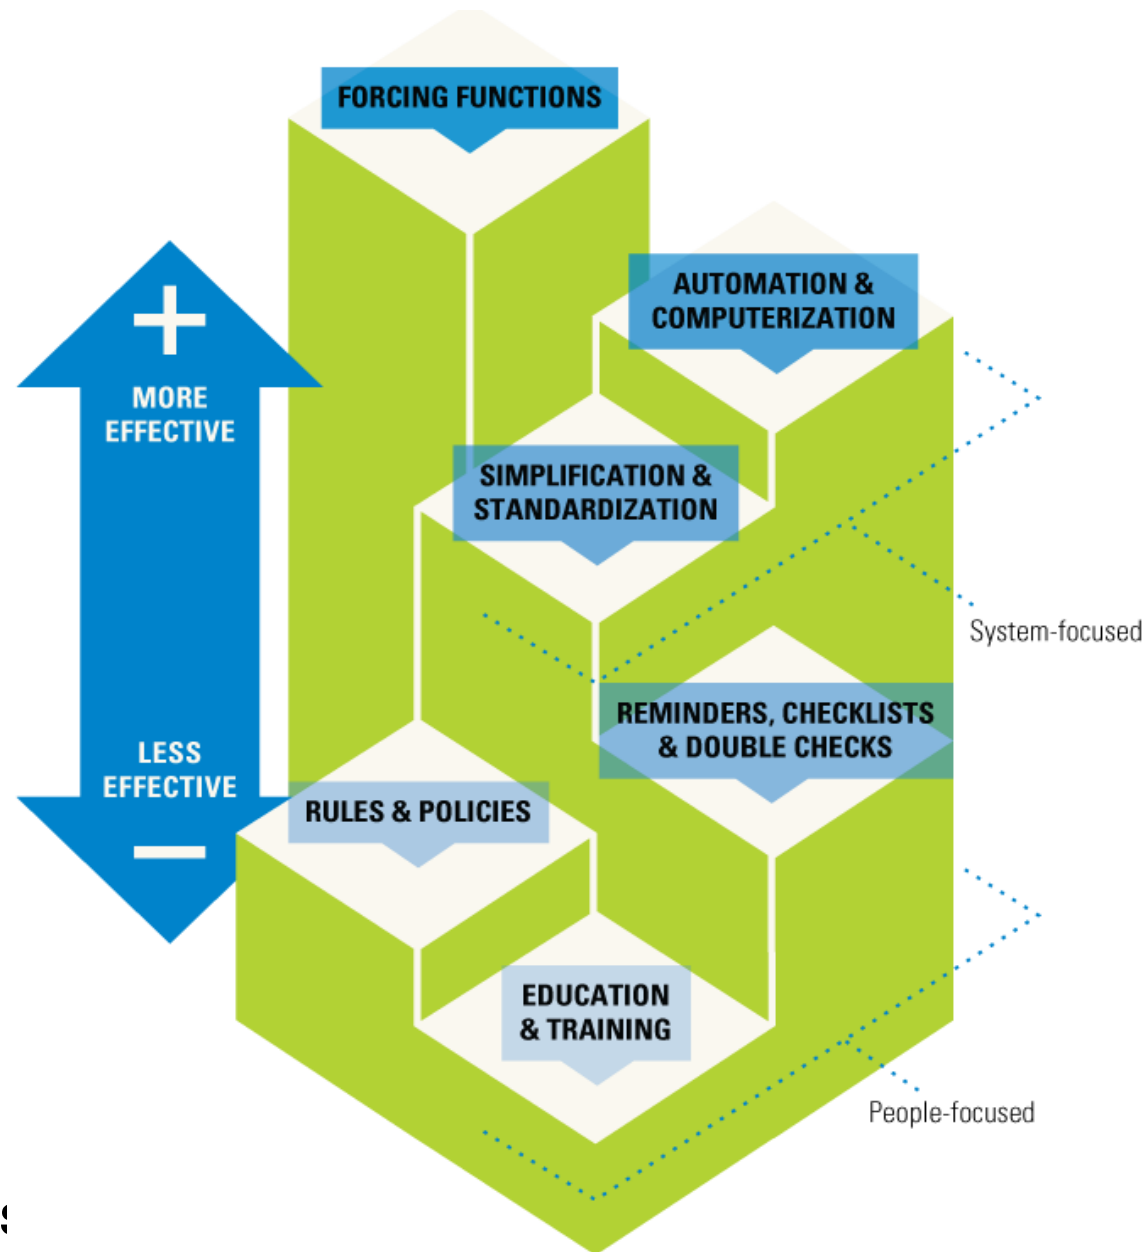 FORCING FUNCTIONS
AUTOMATION &
COMPUTERIZATION
+
MORE
EFFECTIVE
SIMPLIFICATION &
STANDARDIZATION
System-focused
REMINDERS, CHECKLISTS
& DOUBLE CHECKS
LESS
EFFECTIVE
–
RULES & POLICIES
EDUCATION
& TRAINING
People-focused